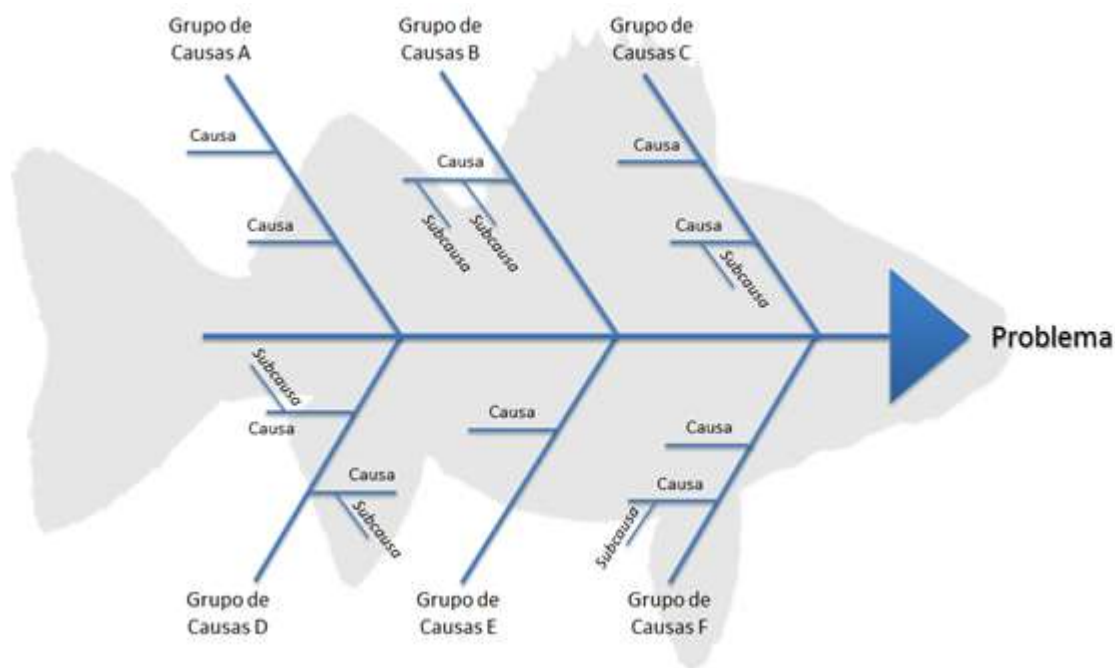 Grupo de
Causas A
Grupo de
Causas B
Grupo de
Causas C
Causa
Causa
Causa
Subcausa
Subcausa
Causa
Causa
Subcausa
Problema
Subcausa
Causa
Causa
Subcausa
Causa
Causa
Causa
Subcausa
Grupo de
Causas D
Grupo de
Causas E
Grupo de
Causas F